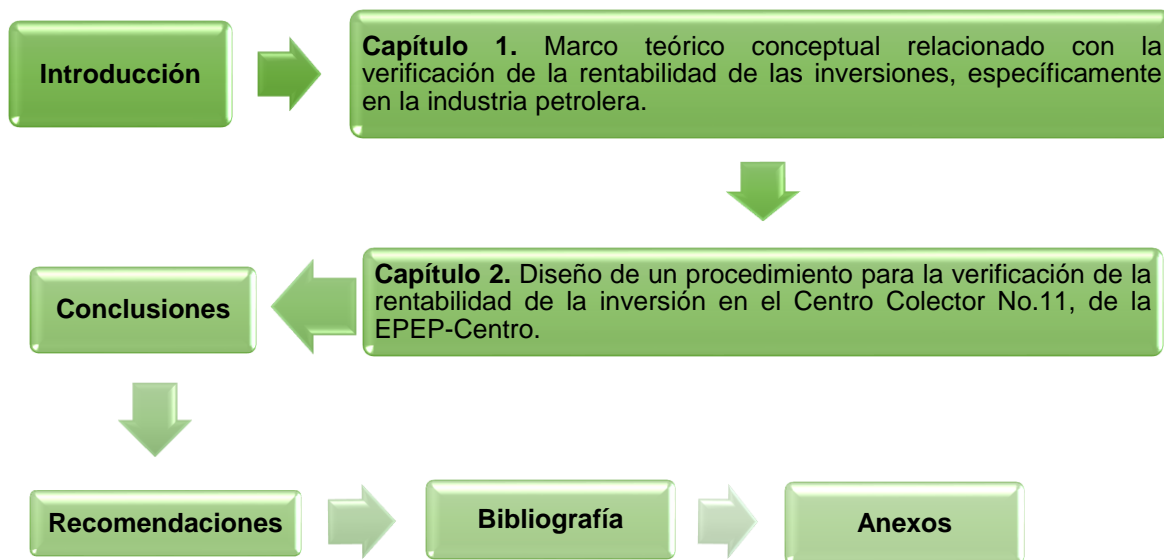 Introducción
Capítulo 1. Marco teórico conceptual relacionado con la
verificación de la rentabilidad de las inversiones, específicamente
en la industria petrolera.
Capítulo 2. Diseño de un procedimiento para la verificación de la
rentabilidad de la inversión en el Centro Colector No.11, de la
EPEP-Centro.
Conclusiones
Recomendaciones
Bibliografía
Anexos